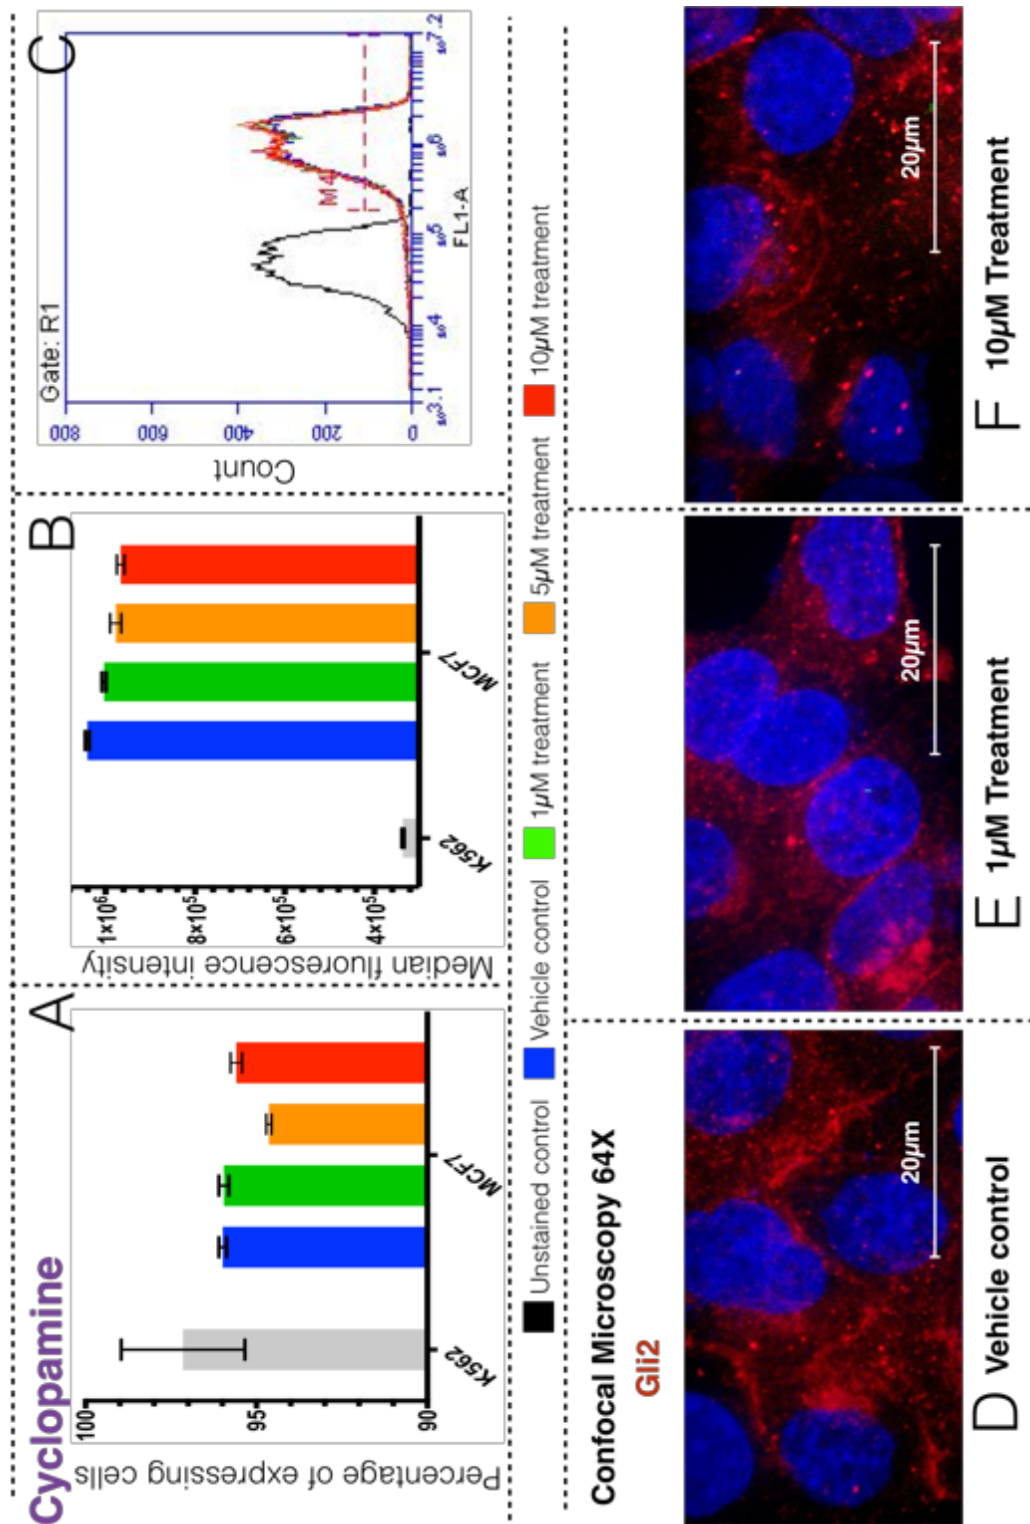 Cyclopamine
A
Percentage of expressing cells
100
95
90
K562
MCF7
B
Median fluorescence intensity
1×10⁶
8×10⁵
6×10⁵
4×10⁵
K562
MCF7
C
Gate: R1
Count
800
600
400
200
0
M4
10^3.1
10^4
10^5
10^6
10^7.2
FL1-A
Unstained control
Vehicle control
1µM treatment
5µM treatment
10µM treatment
Confocal Microscopy 64X
Gli2
20µm
20µm
20µm
D Vehicle control
E 1µM Treatment
F 10µM Treatment